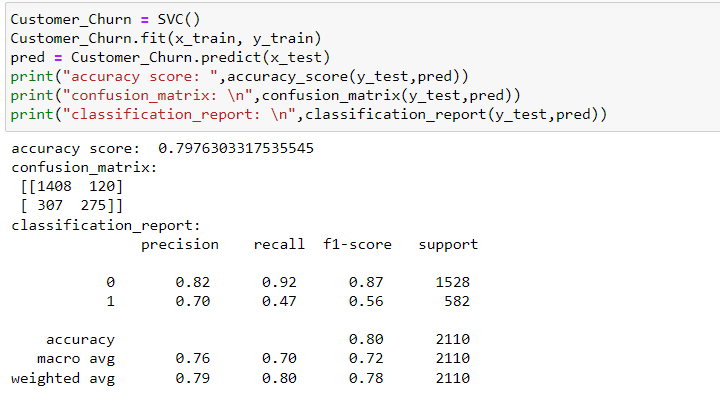 Customer_Churn = SVC()
Customer_Churn.fit(x_train, y_train)
pred = Customer_Churn.predict(x_test)
print("accuracy score: ",accuracy_score(y_test,pred))
print("confusion_matrix: \n",confusion_matrix(y_test,pred))
print("classification_report: \n",classification_report(y_test,pred))
accuracy score:  0.7976303317535545
confusion_matrix:
 [[1408  120]
 [ 307  275]]
classification_report:
               precision    recall  f1-score   support

           0       0.82      0.92      0.87      1528
           1       0.70      0.47      0.56       582

    accuracy                           0.80      2110
   macro avg       0.76      0.70      0.72      2110
weighted avg       0.79      0.80      0.78      2110